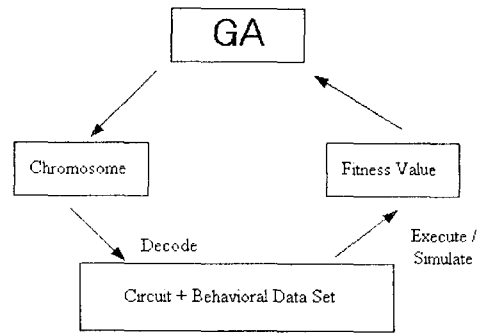 GA
Chromosome
Fitness Value
Decode
Execute /
Simulate
Circuit + Behavioral Data Set